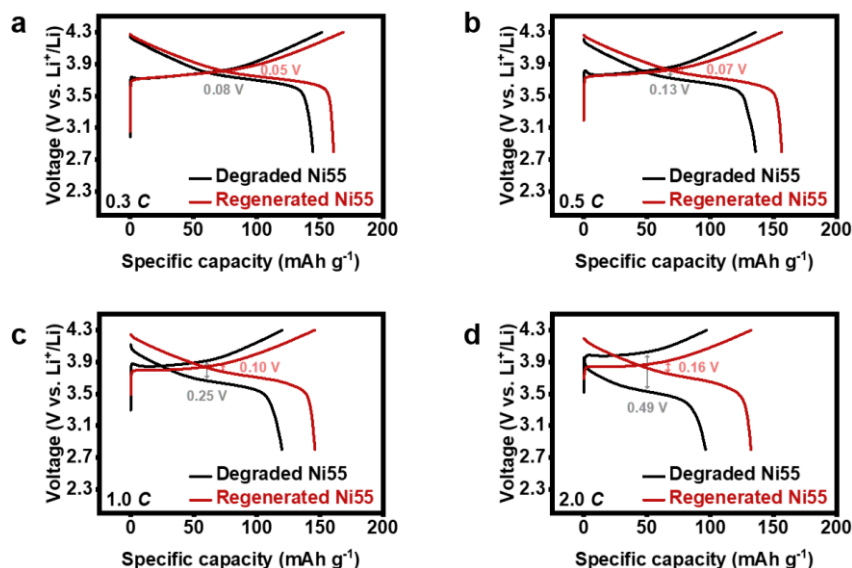 a
Voltage (V vs. Li⁺/Li)
4.3
3.9
3.5
3.1
2.7
2.3
0.05 V
0.08 V
Degraded Ni55
Regenerated Ni55
0.3 C
0 50 100 150 200
Specific capacity (mAh g⁻¹)
b
Voltage (V vs. Li⁺/Li)
4.3
3.9
3.5
3.1
2.7
2.3
0.07 V
0.13 V
Degraded Ni55
Regenerated Ni55
0.5 C
0 50 100 150 200
Specific capacity (mAh g⁻¹)
c
Voltage (V vs. Li⁺/Li)
4.3
3.9
3.5
3.1
2.7
2.3
0.10 V
0.25 V
Degraded Ni55
Regenerated Ni55
1.0 C
0 50 100 150 200
Specific capacity (mAh g⁻¹)
d
Voltage (V vs. Li⁺/Li)
4.3
3.9
3.5
3.1
2.7
2.3
0.16 V
0.49 V
Degraded Ni55
Regenerated Ni55
2.0 C
0 50 100 150 200
Specific capacity (mAh g⁻¹)